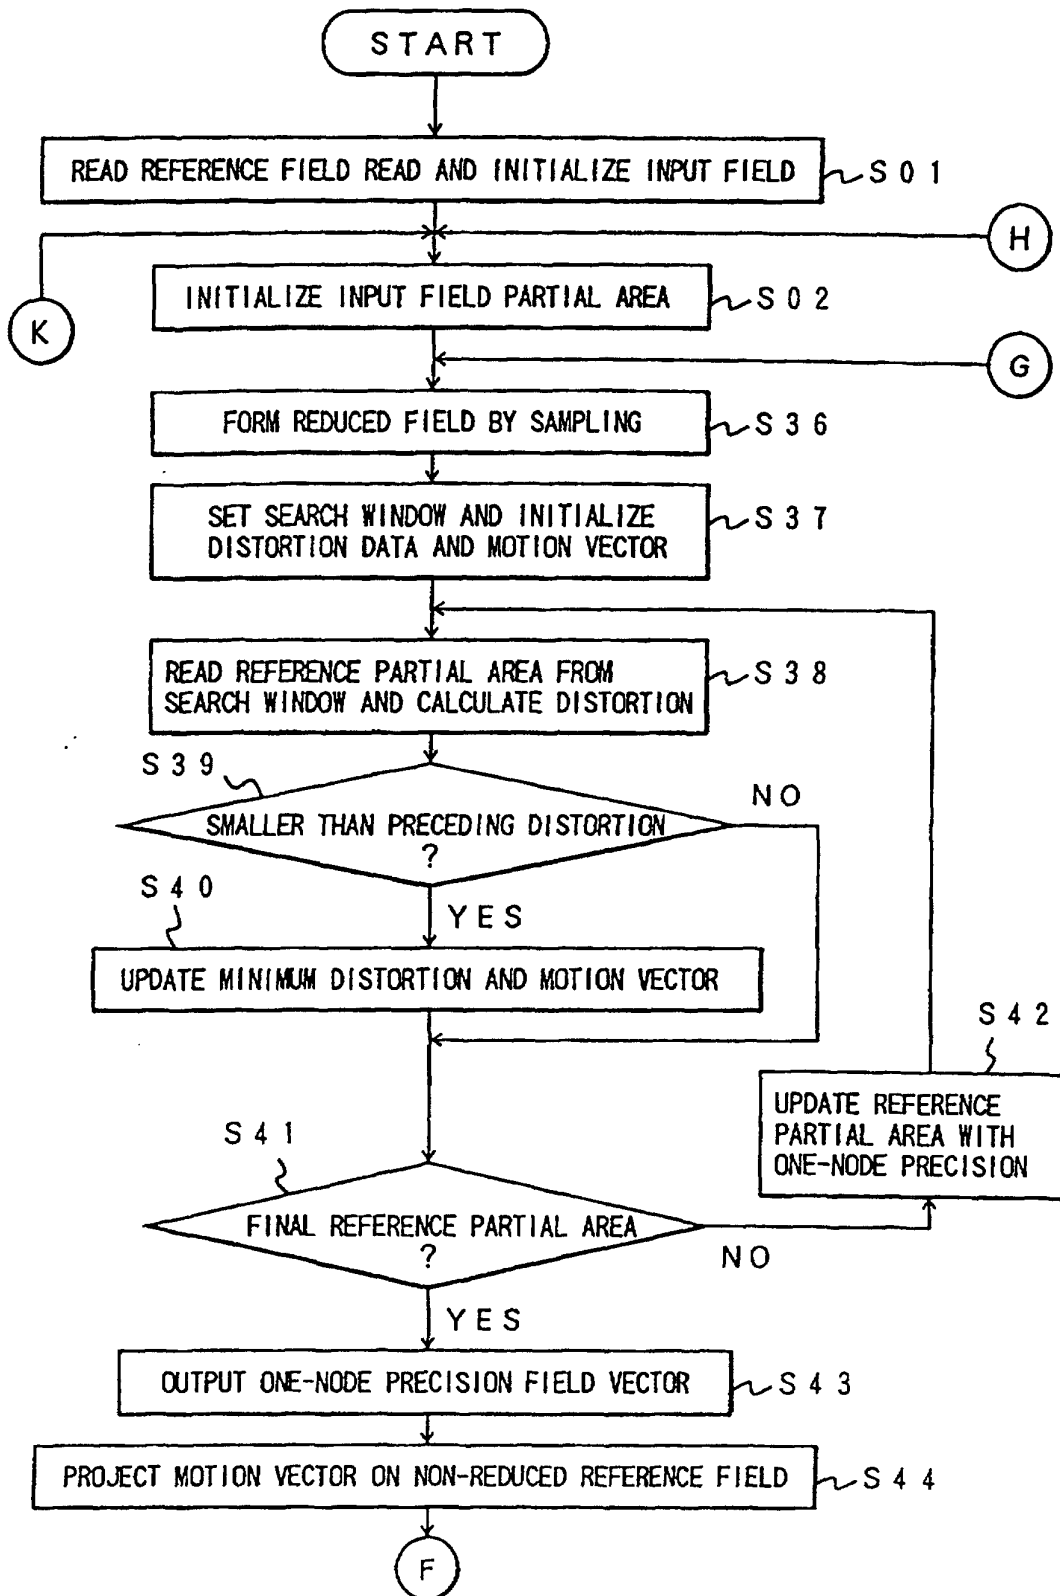 START
READ REFERENCE FIELD READ AND INITIALIZE INPUT FIELD
S01
H
K
INITIALIZE INPUT FIELD PARTIAL AREA
S02
G
FORM REDUCED FIELD BY SAMPLING
S36
SET SEARCH WINDOW AND INITIALIZE
DISTORTION DATA AND MOTION VECTOR
S37
READ REFERENCE PARTIAL AREA FROM
SEARCH WINDOW AND CALCULATE DISTORTION
S38
S39
SMALLER THAN PRECEDING DISTORTION
?
NO
YES
S40
UPDATE MINIMUM DISTORTION AND MOTION VECTOR
S42
UPDATE REFERENCE
PARTIAL AREA WITH
ONE-NODE PRECISION
S41
FINAL REFERENCE PARTIAL AREA
?
NO
YES
OUTPUT ONE-NODE PRECISION FIELD VECTOR
S43
PROJECT MOTION VECTOR ON NON-REDUCED REFERENCE FIELD
S44
F